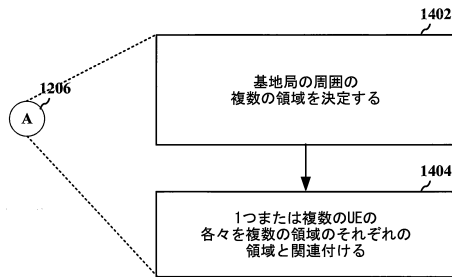 1402
1206
基地局の周囲の
複数の領域を決定する
A
1404
1つまたは複数のUEの
各々を複数の領域のそれぞれの
領域と関連付ける